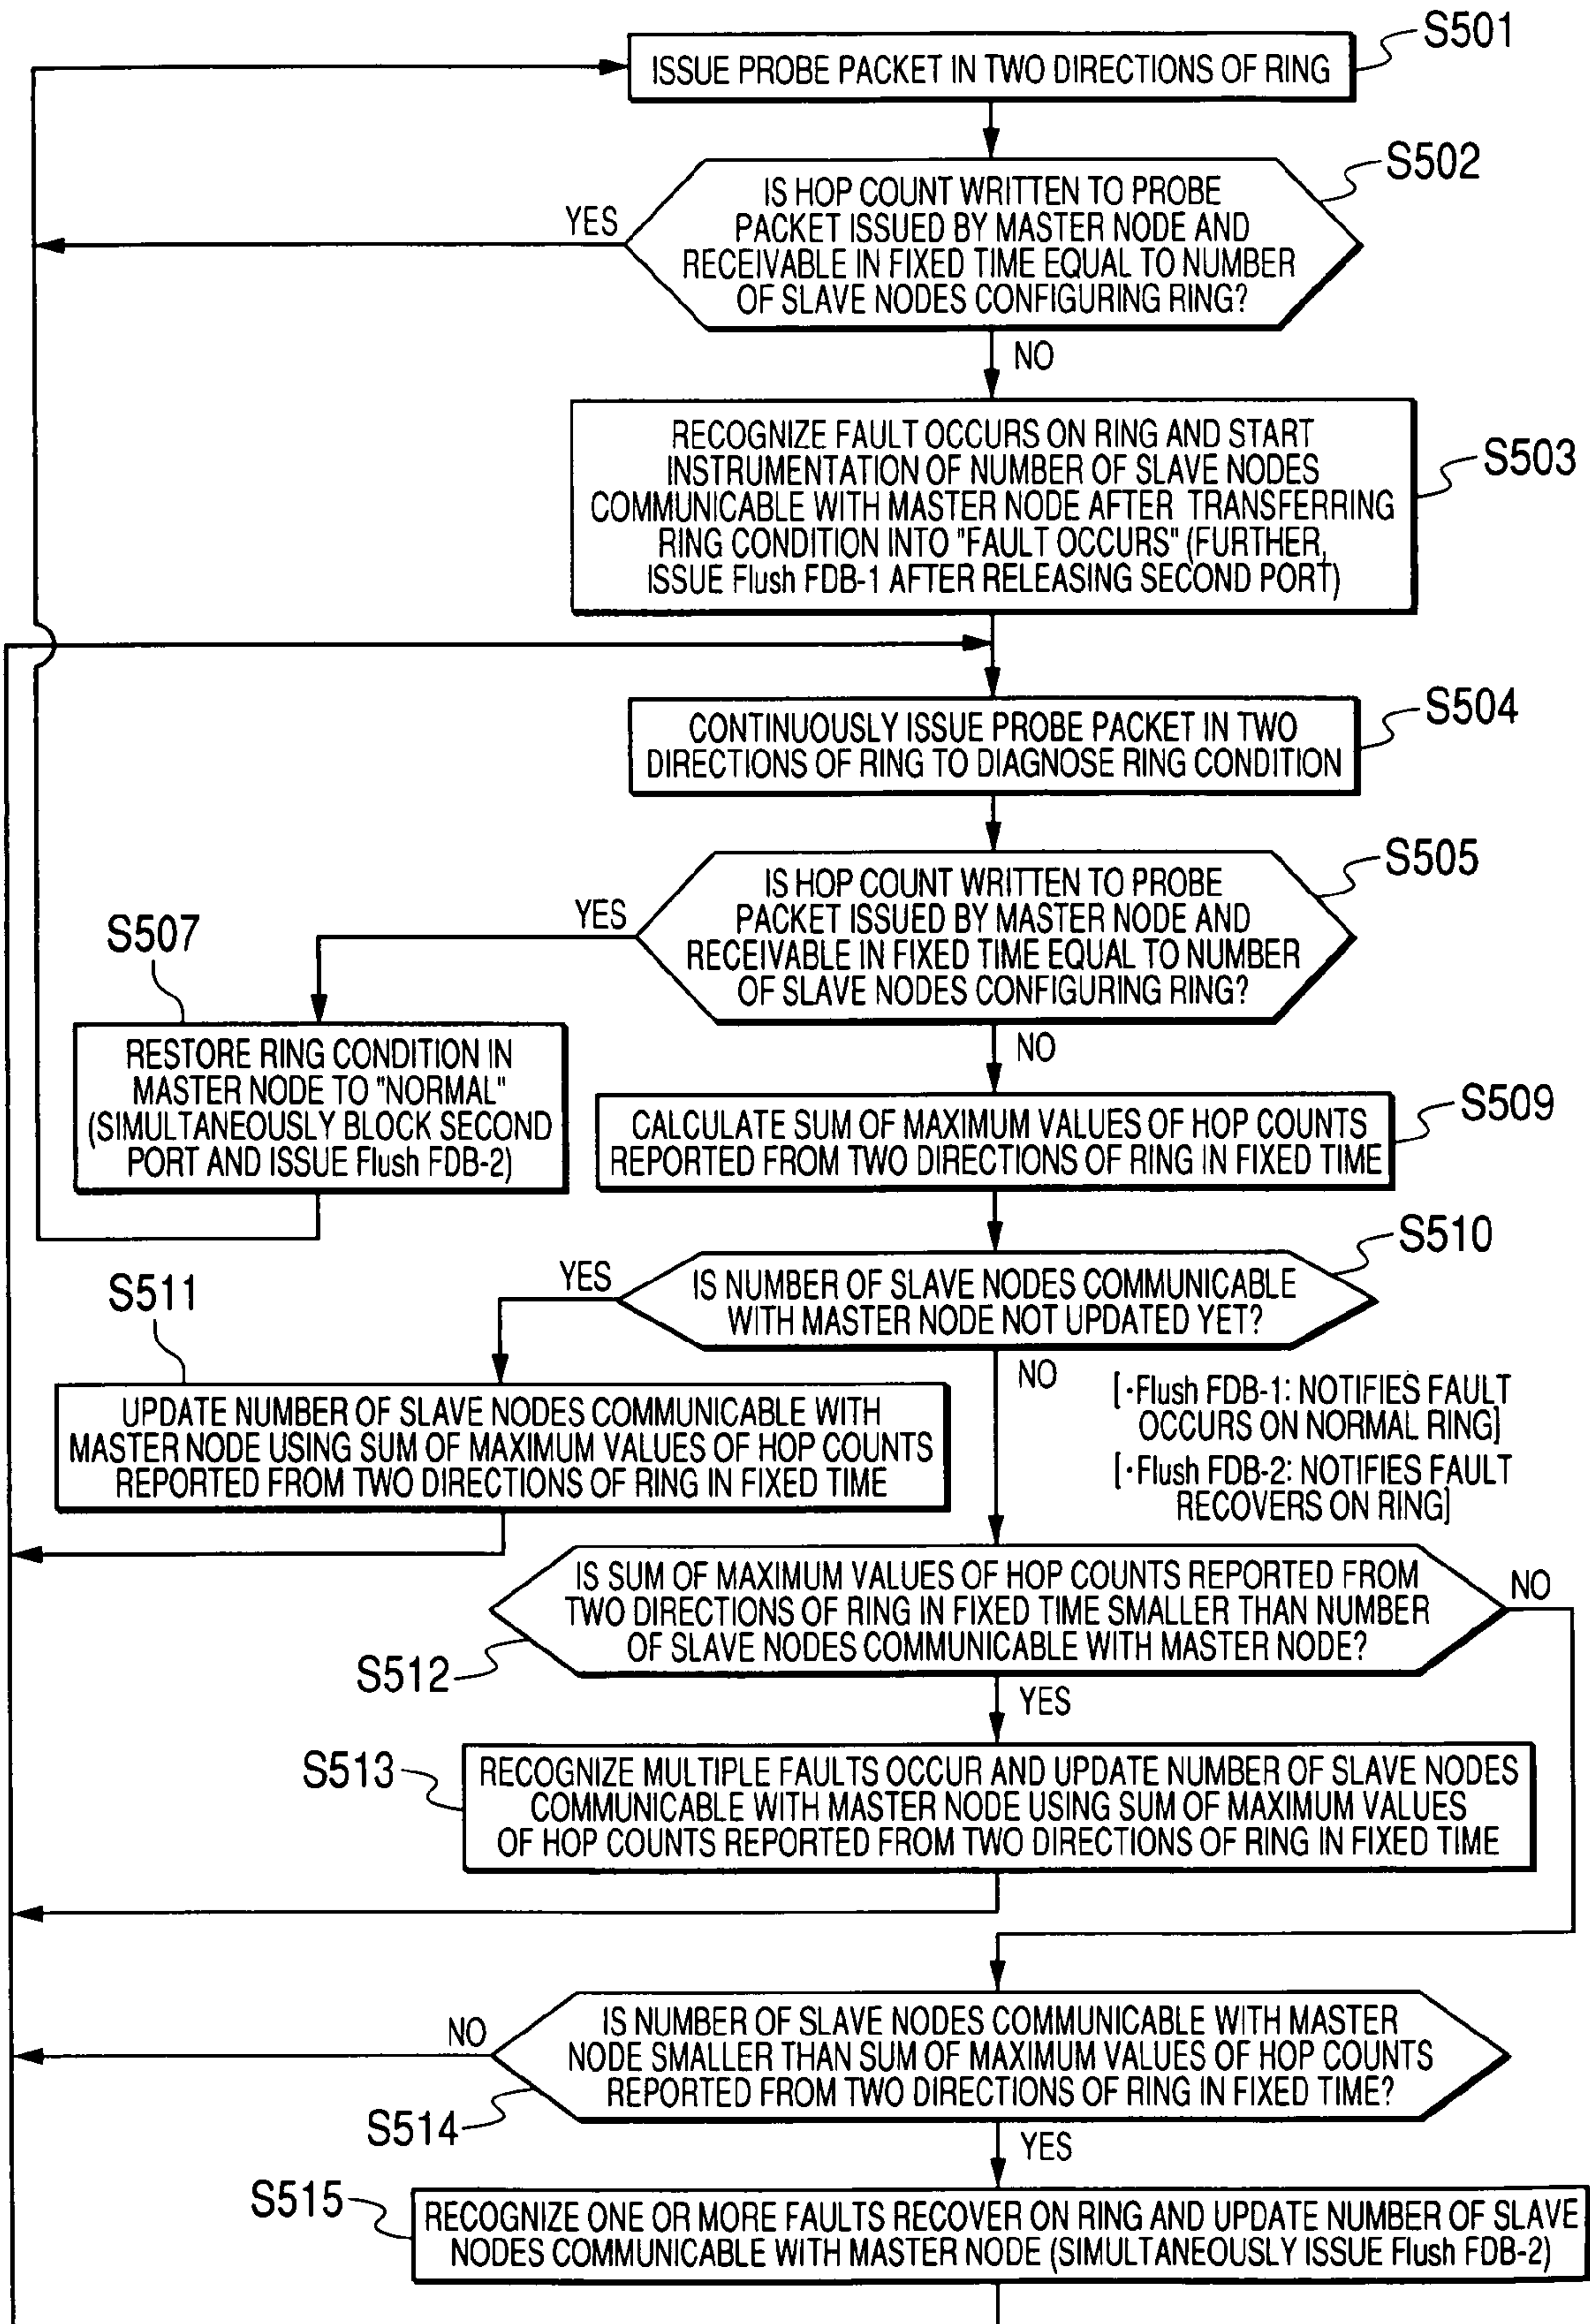 S501
ISSUE PROBE PACKET IN TWO DIRECTIONS OF RING
S502
IS HOP COUNT WRITTEN TO PROBE
PACKET ISSUED BY MASTER NODE AND
RECEIVABLE IN FIXED TIME EQUAL TO NUMBER
OF SLAVE NODES CONFIGURING RING?
YES
NO
S503
RECOGNIZE FAULT OCCURS ON RING AND START
INSTRUMENTATION OF NUMBER OF SLAVE NODES
COMMUNICABLE WITH MASTER NODE AFTER TRANSFERRING
RING CONDITION INTO "FAULT OCCURS" (FURTHER,
ISSUE Flush FDB-1 AFTER RELEASING SECOND PORT)
S504
CONTINUOUSLY ISSUE PROBE PACKET IN TWO
DIRECTIONS OF RING TO DIAGNOSE RING CONDITION
S505
IS HOP COUNT WRITTEN TO PROBE
PACKET ISSUED BY MASTER NODE AND
RECEIVABLE IN FIXED TIME EQUAL TO NUMBER
OF SLAVE NODES CONFIGURING RING?
YES
NO
S507
RESTORE RING CONDITION IN
MASTER NODE TO "NORMAL"
(SIMULTANEOUSLY BLOCK SECOND
PORT AND ISSUE Flush FDB-2)
S509
CALCULATE SUM OF MAXIMUM VALUES OF HOP COUNTS
REPORTED FROM TWO DIRECTIONS OF RING IN FIXED TIME
S510
IS NUMBER OF SLAVE NODES COMMUNICABLE
WITH MASTER NODE NOT UPDATED YET?
YES
NO
S511
UPDATE NUMBER OF SLAVE NODES COMMUNICABLE WITH
MASTER NODE USING SUM OF MAXIMUM VALUES OF HOP COUNTS
REPORTED FROM TWO DIRECTIONS OF RING IN FIXED TIME
[·Flush FDB-1: NOTIFIES FAULT
OCCURS ON NORMAL RING]
[·Flush FDB-2: NOTIFIES FAULT
RECOVERS ON RING]
IS SUM OF MAXIMUM VALUES OF HOP COUNTS REPORTED FROM
TWO DIRECTIONS OF RING IN FIXED TIME SMALLER THAN NUMBER
OF SLAVE NODES COMMUNICABLE WITH MASTER NODE?
NO
S512
YES
S513
RECOGNIZE MULTIPLE FAULTS OCCUR AND UPDATE NUMBER OF SLAVE NODES
COMMUNICABLE WITH MASTER NODE USING SUM OF MAXIMUM VALUES
OF HOP COUNTS REPORTED FROM TWO DIRECTIONS OF RING IN FIXED TIME
NO
IS NUMBER OF SLAVE NODES COMMUNICABLE WITH MASTER
NODE SMALLER THAN SUM OF MAXIMUM VALUES OF HOP COUNTS
REPORTED FROM TWO DIRECTIONS OF RING IN FIXED TIME?
S514
YES
S515
RECOGNIZE ONE OR MORE FAULTS RECOVER ON RING AND UPDATE NUMBER OF SLAVE
NODES COMMUNICABLE WITH MASTER NODE (SIMULTANEOUSLY ISSUE Flush FDB-2)